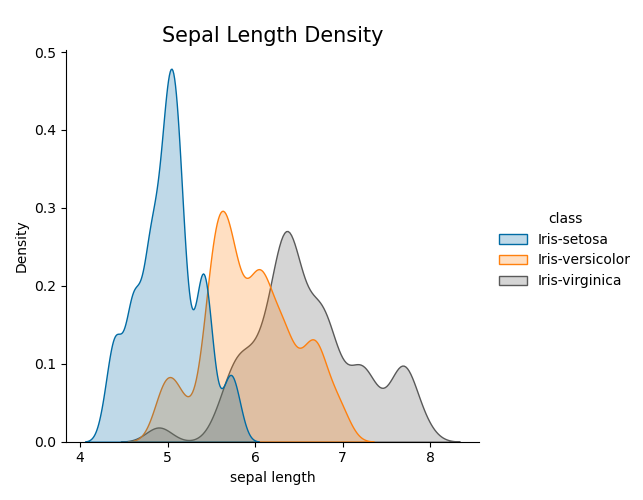 Sepal Length Density
0.5
0.4
0.3
0.2
0.1
0.0
Density
4 5 6 7 8
sepal length
class
Iris-setosa
Iris-versicolor
Iris-virginica